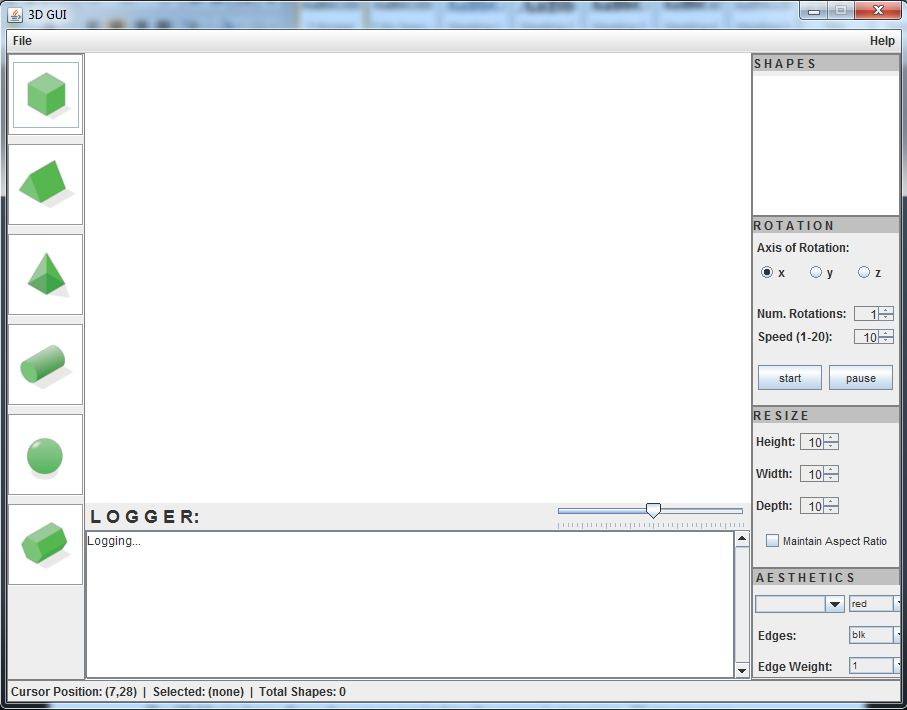 3D GUI
File Help
SHAPES
ROTATION
Axis of Rotation:
x y z
Num. Rotations: 1
Speed (1-20): 10
start pause
RESIZE
Height: 10
Width: 10
Depth: 10
Maintain Aspect Ratio
AESTHETICS
red
Edges: blk
Edge Weight: 1
LOGGER:
Logging...
Cursor Position: (7,28) | Selected: (none) | Total Shapes: 0